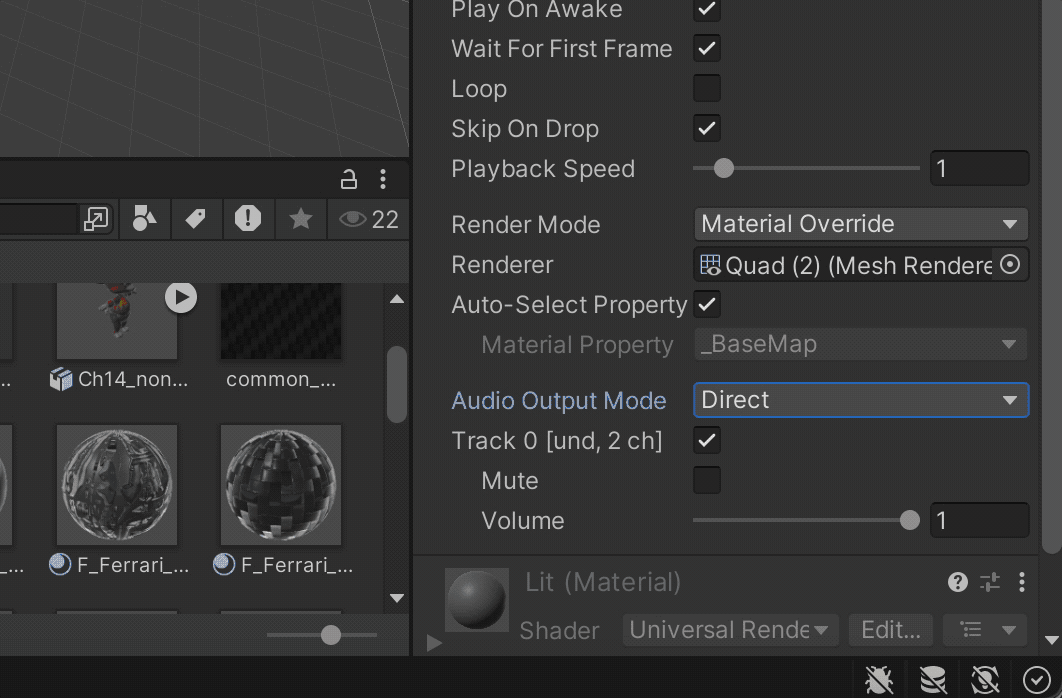 Play On Awake
Wait For First Frame
Loop
Skip On Drop
Playback Speed 1
22
Render Mode Material Override
Renderer Quad (2) (Mesh Rendere
Auto-Select Property
Material Property _BaseMap
... Ch14_non... common_...
Audio Output Mode Direct
Track 0 [und, 2 ch]
Mute
Volume 1
... F_Ferrari_... F_Ferrari_...
Lit (Material)
Shader Universal Rende Edit...